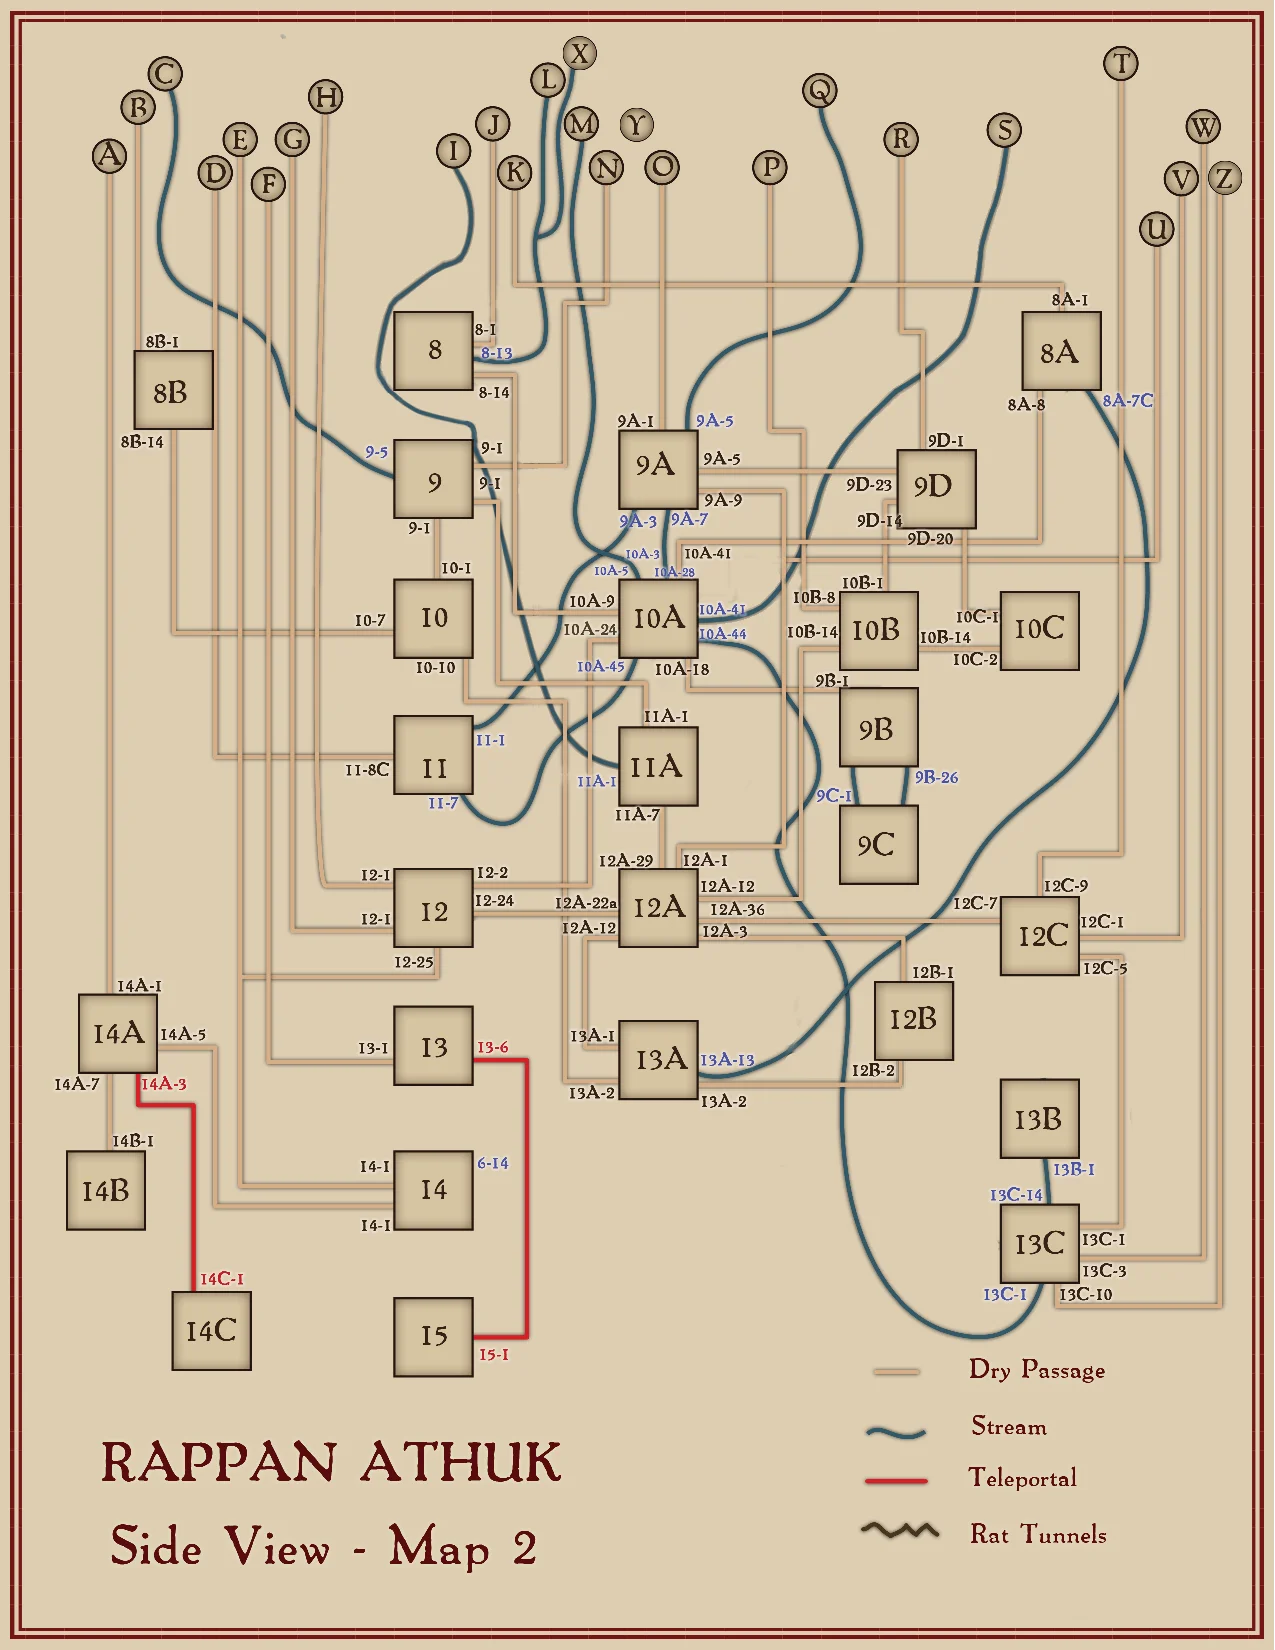 X
T
C
L
Q
H
B
J
M
Y
W
S
E
G
R
I
A
N
O
P
D
K
F
V
Z
U
8A-1
8-1
8
8-13
8B-1
8A
8B
8-14
8A-8
8A-7C
9A-1
9A-5
8B-14
9-5
9-1
9D-1
9A
9A-5
9
9-1
9D-23
9D
9A-9
9-1
9A-3
9A-7
9D-14
9D-20
10A-3
10A-41
10-1
10A-5
10A-28
10B-1
10A-9
10B-8
10-7
10
10A
10A-41
10C-1
10A-24
10A-44
10B-14
10B
10B-14
10C
10-10
10A-45
10A-18
10C-2
9B-1
11A-1
9B
11-1
11-8C
11
11A-1
11A
9B-26
11-7
9C-1
11A-7
9C
12-1
12-2
12A-29
12A-1
12A-12
12C-9
12-24
12A-22a
12A-36
12C-7
12-1
12
12A-12
12A
12A-3
12C
12C-1
12-25
12B-1
12C-5
14A-1
14A
14A-5
13-1
13
13-6
13A-1
13A
13A-13
12B
14A-7
14A-3
13A-2
13A-2
12B-2
14B-1
13B
14-1
6-14
13B-1
14B
14
13C-14
14-1
13C
13C-1
13C-3
14C-1
13C-1
13C-10
14C
15
15-1
Dry Passage
Stream
RAPPAN ATHUK
Teleportal
Side View - Map 2
Rat Tunnels